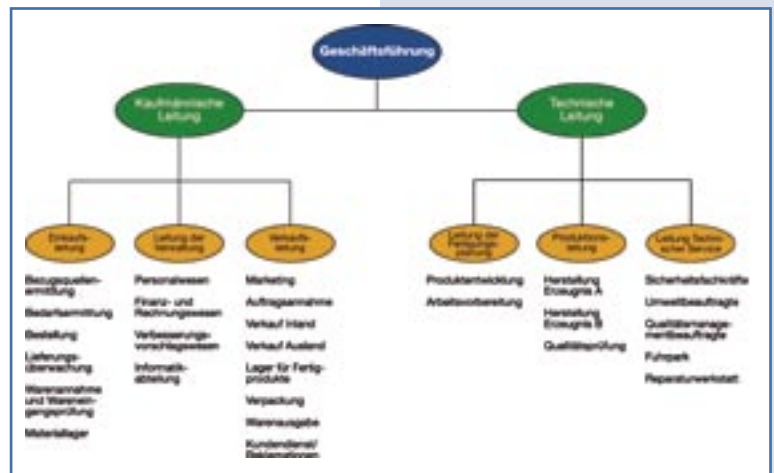 Geschäftsführung
Kaufmännische
Leitung
Technische
Leitung
Einkaufs-
leitung
Leitung der
Verwaltung
Verkaufs-
leitung
Leitung der
Fertigungs-
planung
Produktions-
leitung
Leitung Techni-
scher Service
Bezugsquellen-
ermittlung
Bedarfsermittlung
Bestellung
Lieferungs-
überwachung
Warenannahme
und Warenein-
gangsprüfung
Materiallager
Personalwesen
Finanz- und
Rechnungswesen
Verbesserungs-
vorschlagswesen
Informatik-
abteilung
Marketing
Auftragsannahme
Verkauf Inland
Verkauf Ausland
Lager für Fertig-
produkte
Verpackung
Warenausgabe
Kundendienst/
Reklamationen
Produktentwicklung
Arbeitsvorbereitung
Herstellung
Erzeugnis A
Herstellung
Erzeugnis B
Qualitätsprüfung
Sicherheitsfachkräfte
Umweltbeauftragte
Qualitätsmanage-
mentbeauftragte
Fuhrpark
Reparaturwerkstatt